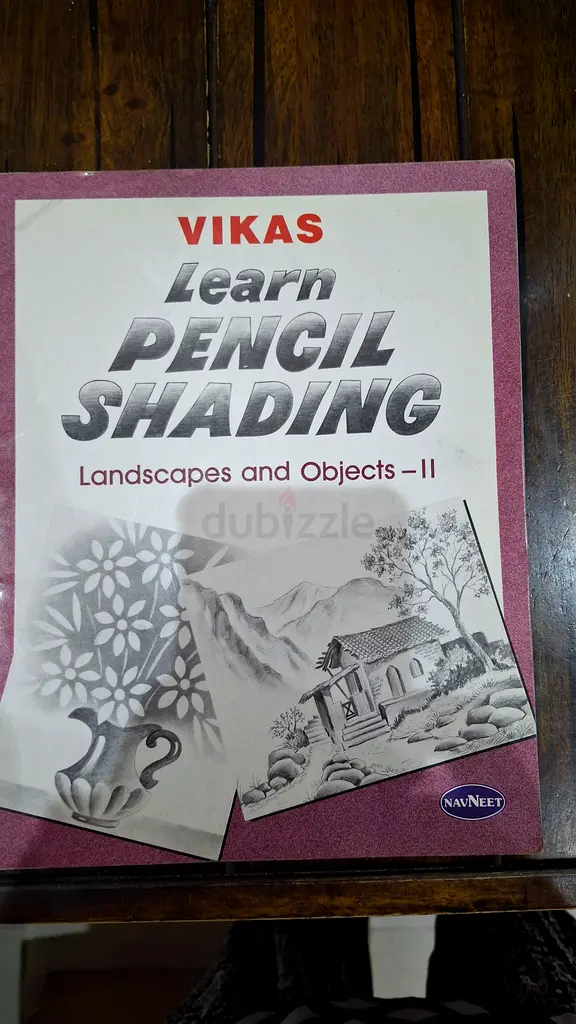 VIKAS
Learn
PENCIL
SHADING
Landscapes and Objects – II
dubizzle
NAVNEET